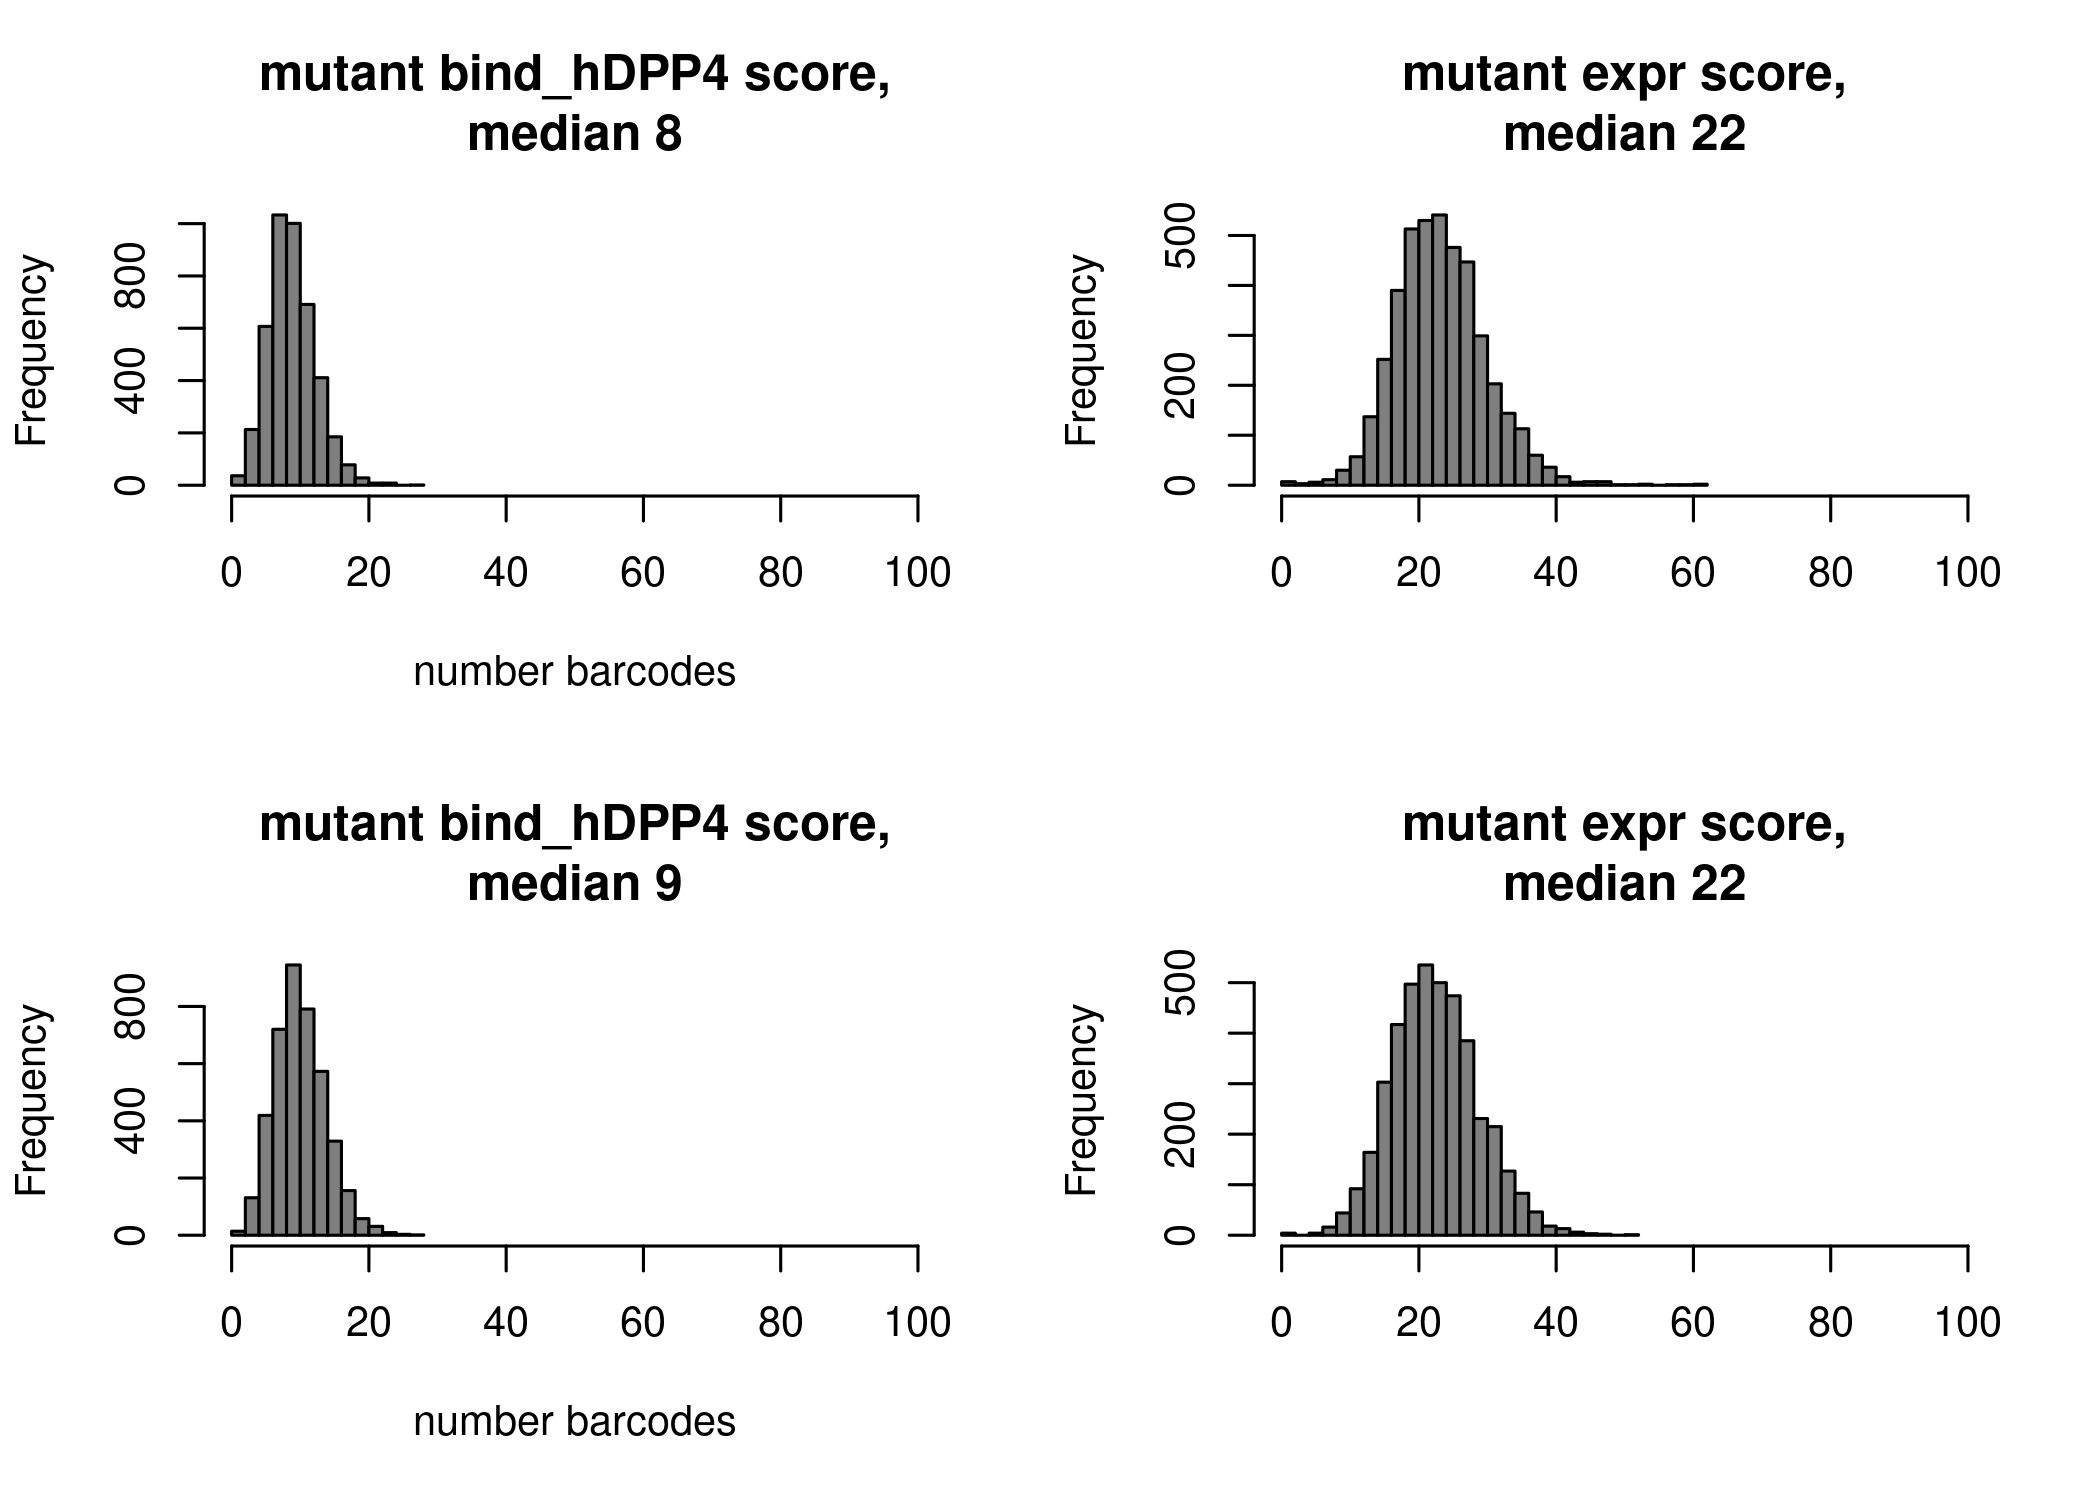 mutant bind_hDPP4 score,
median 8
Frequency
0 400 800
0 20 40 60 80 100
number barcodes
mutant expr score,
median 22
Frequency
0 200 500
0 20 40 60 80 100
mutant bind_hDPP4 score,
median 9
Frequency
0 400 800
0 20 40 60 80 100
number barcodes
mutant expr score,
median 22
Frequency
0 200 500
0 20 40 60 80 100